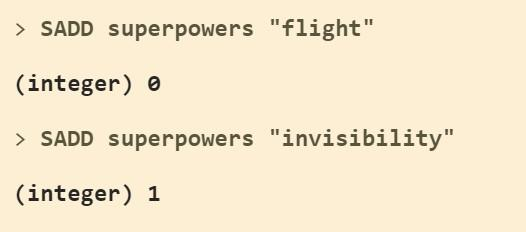 > SADD superpowers "flight"
(integer) 0
> SADD superpowers "invisibility"
(integer) 1